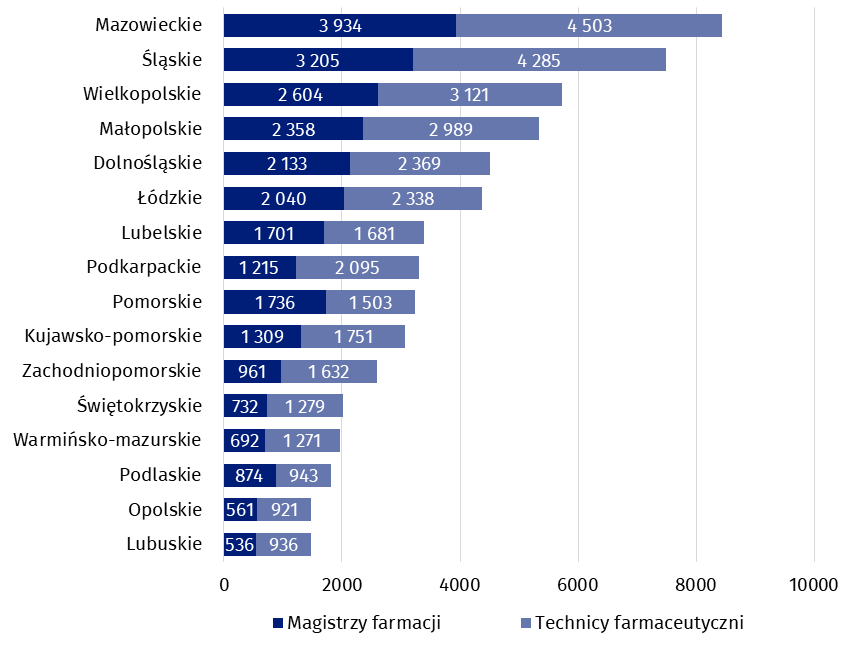 Mazowieckie 3 934 4 503
Śląskie 3 205 4 285
Wielkopolskie 2 604 3 121
Małopolskie 2 358 2 989
Dolnośląskie 2 133 2 369
Łódzkie 2 040 2 338
Lubelskie 1 701 1 681
Podkarpackie 1 215 2 095
Pomorskie 1 736 1 503
Kujawsko-pomorskie 1 309 1 751
Zachodniopomorskie 961 1 632
Świętokrzyskie 732 1 279
Warmińsko-mazurskie 692 1 271
Podlaskie 874 943
Opolskie 561 921
Lubuskie 536 936
0 2000 4000 6000 8000 10000
Magistrzy farmacji Technicy farmaceutyczni